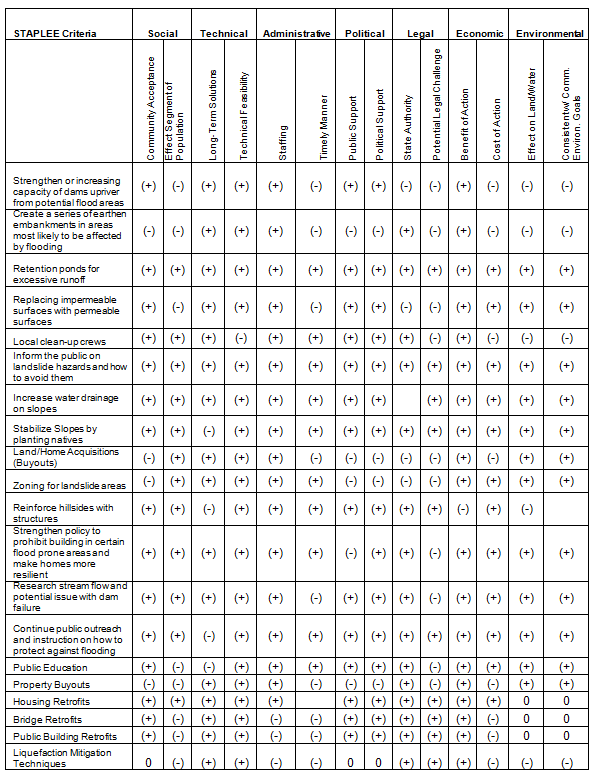 STAPLEE Criteria Social Technical Administrative Political Legal Economic Environmental
Community Acceptance
Effect Segment of
Population
Long-Term Solutions
Technical Feasibility
Staffing
Timely Manner
Public Support
Political Support
State Authority
Potential Legal Challenge
Benefit of Action
Cost of Action
Effect on Land/Water
Consistentw/ Comm.
Environ. Goals
Strengthen or increasing
capacity of dams upriver
from potential flood areas
(+) (-) (+) (+) (+) (-) (+) (+) (-) (-) (+) (-) (-) (-)
Create a series of earthen
embankments in areas
most likely to be affected
by flooding
(-) (-) (+) (+) (+) (-) (-) (-) (+) (-) (+) (-) (-) (-)
Retention ponds for
excessive runoff
(+) (+) (+) (+) (+) (+) (+) (+) (+) (+) (+) (+) (+) (+)
Replacing impermeable
surfaces with permeable
surfaces
(+) (-) (+) (+) (+) (-) (+) (+) (-) (-) (+) (+) (+) (+)
Local clean-up crews (+) (+) (+) (-) (+) (+) (+) (+) (+) (-) (+) (-) (-) (-)
Inform the public on
landslide hazards and how
to avoid them
(+) (+) (+) (+) (+) (+) (+) (+) (+) (+) (+) (+) (+) (+)
Increase water drainage
on slopes
(+) (+) (+) (+) (+) (+) (+) (+) (+) (+) (+) (+) (+)
Stabilize Slopes by
planting natives
(+) (+) (-) (+) (+) (+) (+) (+) (+) (+) (+) (+) (+) (+)
Land/Home Acquisitions
(Buyouts)
(-) (+) (+) (+) (+) (-) (-) (-) (-) (-) (+) (-) (+) (+)
Zoning for landslide areas (-) (+) (+) (+) (+) (+) (-) (-) (-) (-) (+) (+) (+) (+)
Reinforce hillsides with
structures
(+) (+) (-) (+) (+) (+) (+) (+) (+) (+) (-) (+) (-)
Strengthen policy to
prohibit building in certain
flood prone areas and
make homes more
resilient
(+) (+) (+) (+) (+) (+) (-) (+) (+) (-) (+) (+) (+) (+)
Research stream flow and
potential issue with dam
failure
(+) (+) (+) (+) (+) (-) (+) (+) (+) (-) (+) (+) (+) (+)
Continue public outreach
and instruction on how to
protect against flooding
(+) (+) (-) (+) (+) (+) (+) (+) (+) (+) (+) (+) (+) (+)
Public Education (+) (-) (-) (+) (+) (+) (+) (+) (+) (-) (+) (+) (+) (+)
Property Buyouts (-) (-) (+) (+) (+) (-) (-) (-) (+) (-) (+) (-) (+) (+)
Housing Retrofits (+) (+) (+) (+) (+) (+) (+) (+) (+) (+) (+) 0 0
Bridge Retrofits (+) (-) (+) (+) (-) (-) (+) (+) (+) (-) (+) (-) 0 0
Public Building Retrofits (+) (-) (+) (+) (-) (-) (+) (+) (+) (-) (+) (-) 0 0
Liquefaction Mitigation
Techniques
0 (-) (+) (+) (-) (-) 0 0 (+) (+) (+) (-) (-) (-)